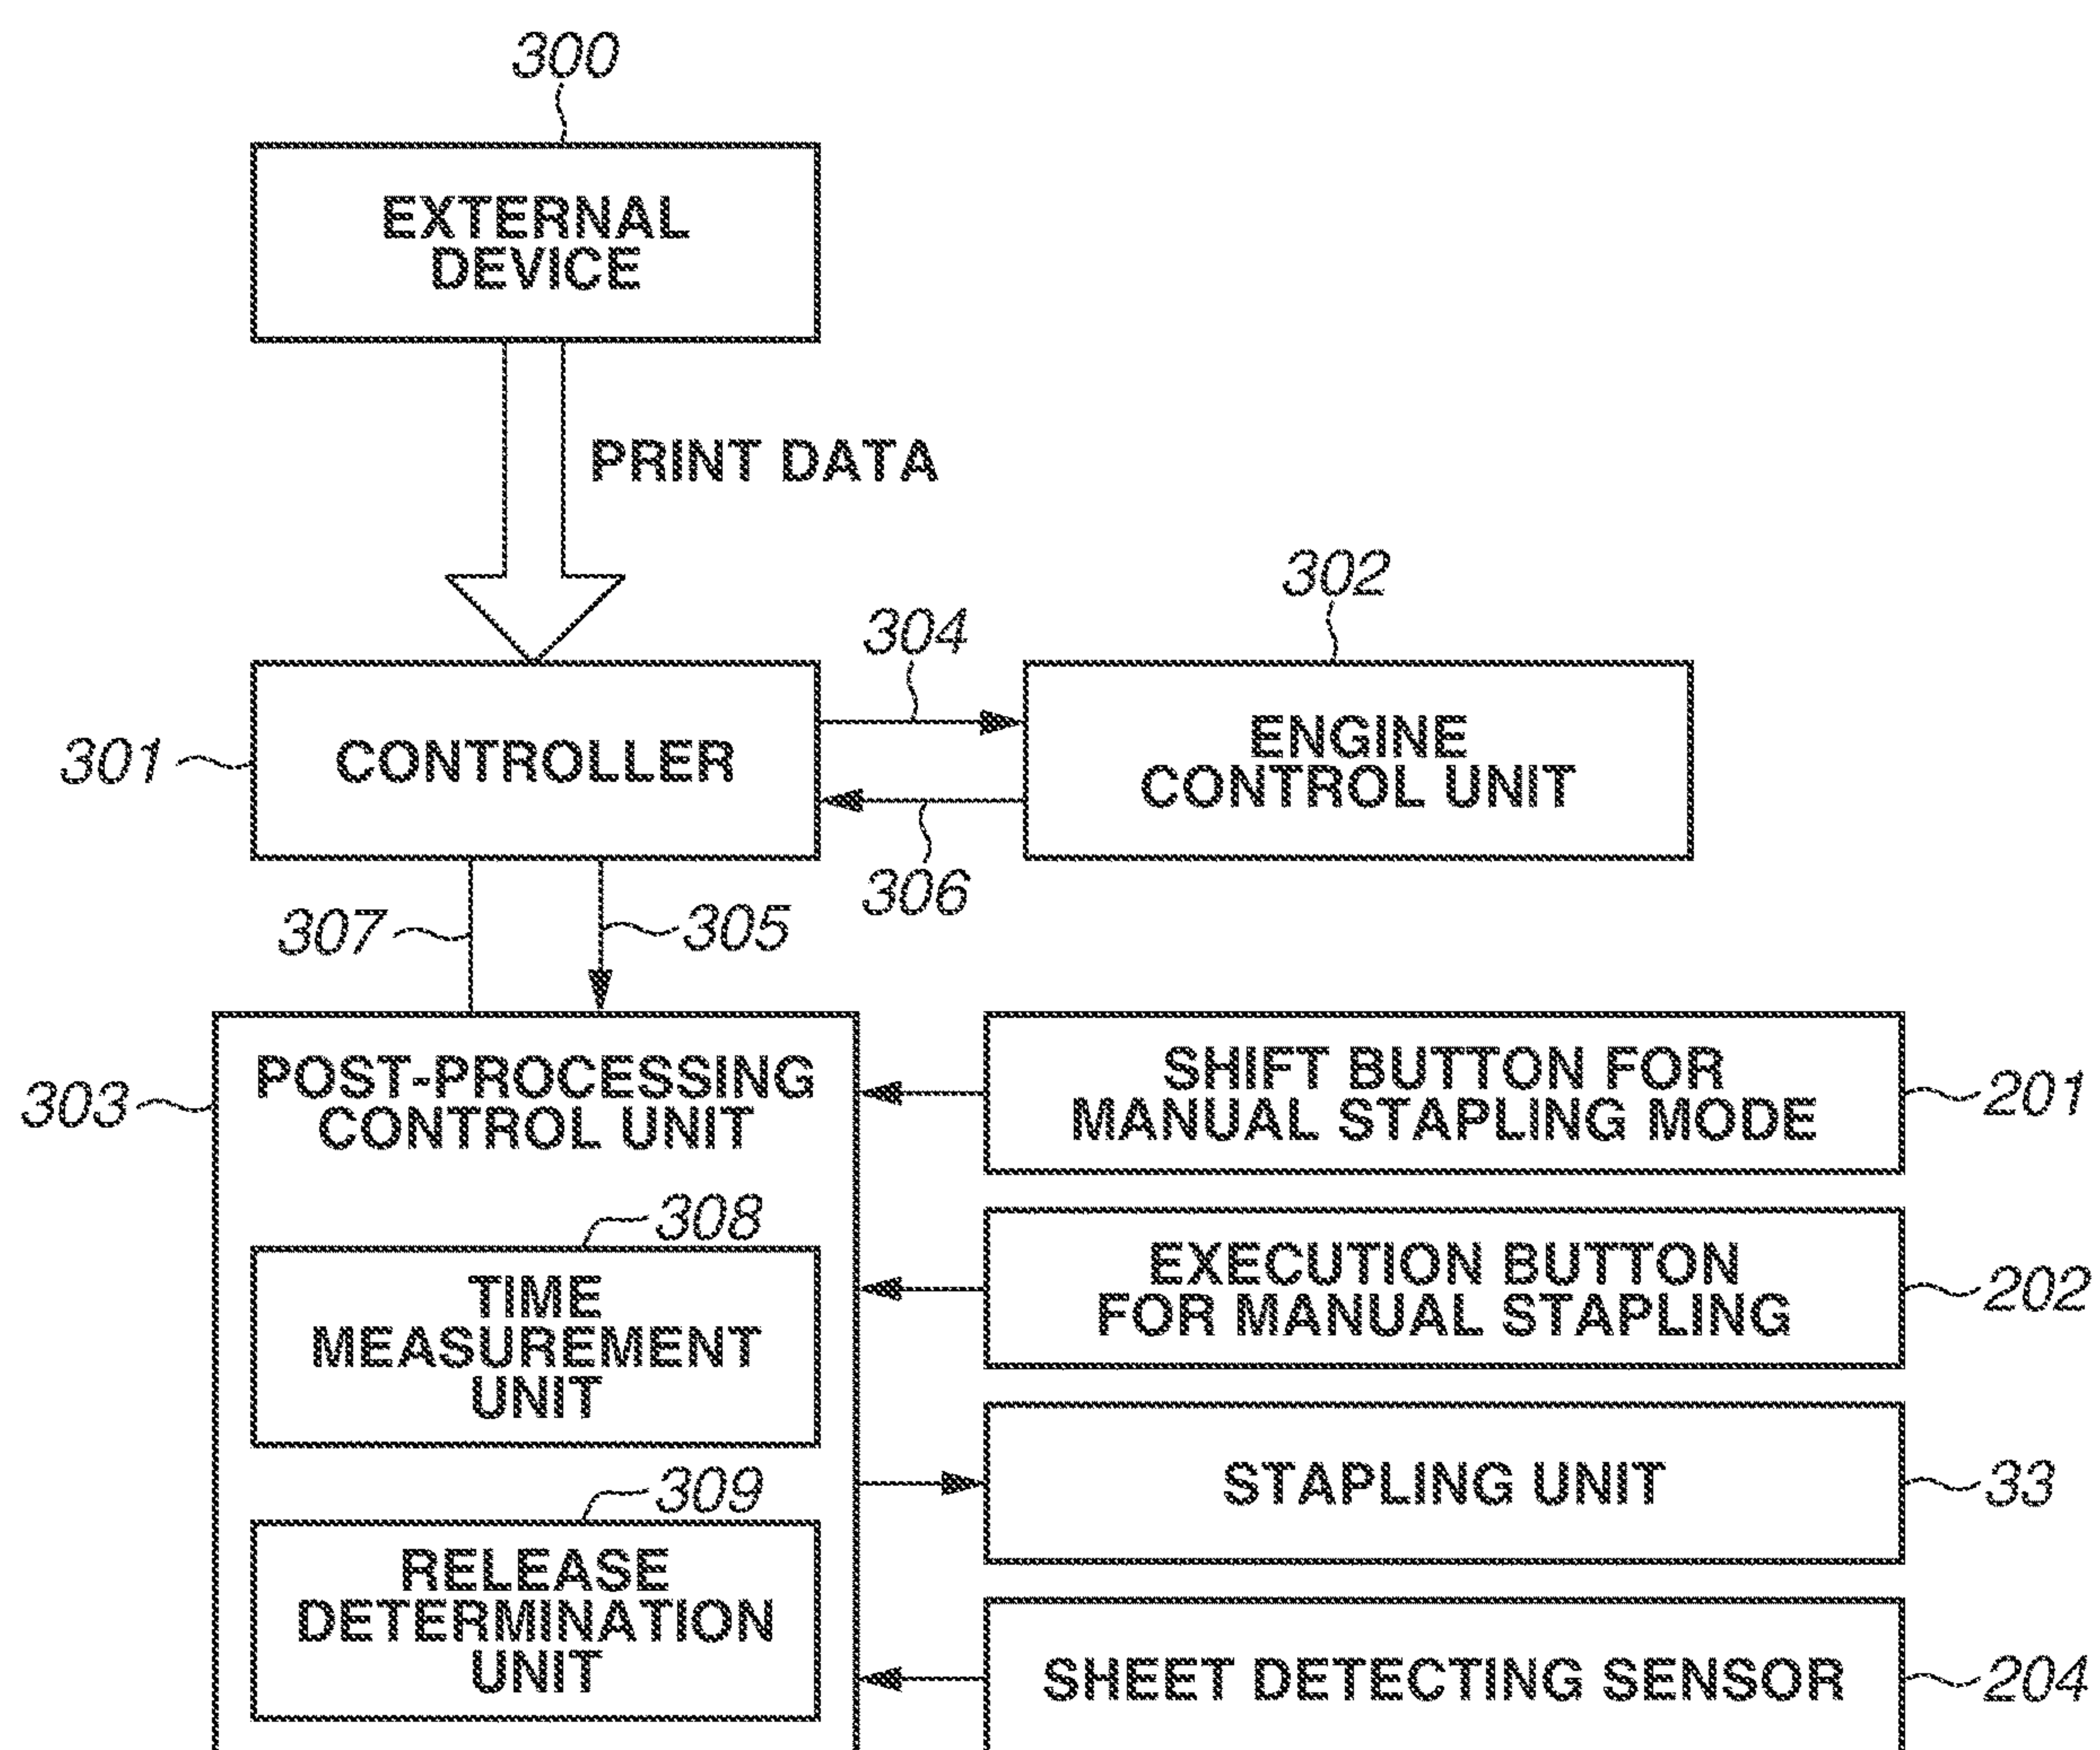 300
EXTERNAL
DEVICE
PRINT DATA
302
304
301
CONTROLLER
ENGINE
CONTROL UNIT
306
307
305
303
POST-PROCESSING
CONTROL UNIT
SHIFT BUTTON FOR
MANUAL STAPLING MODE
201
308
TIME
MEASUREMENT
UNIT
EXECUTION BUTTON
FOR MANUAL STAPLING
202
309
RELEASE
DETERMINATION
UNIT
STAPLING UNIT
33
SHEET DETECTING SENSOR
204